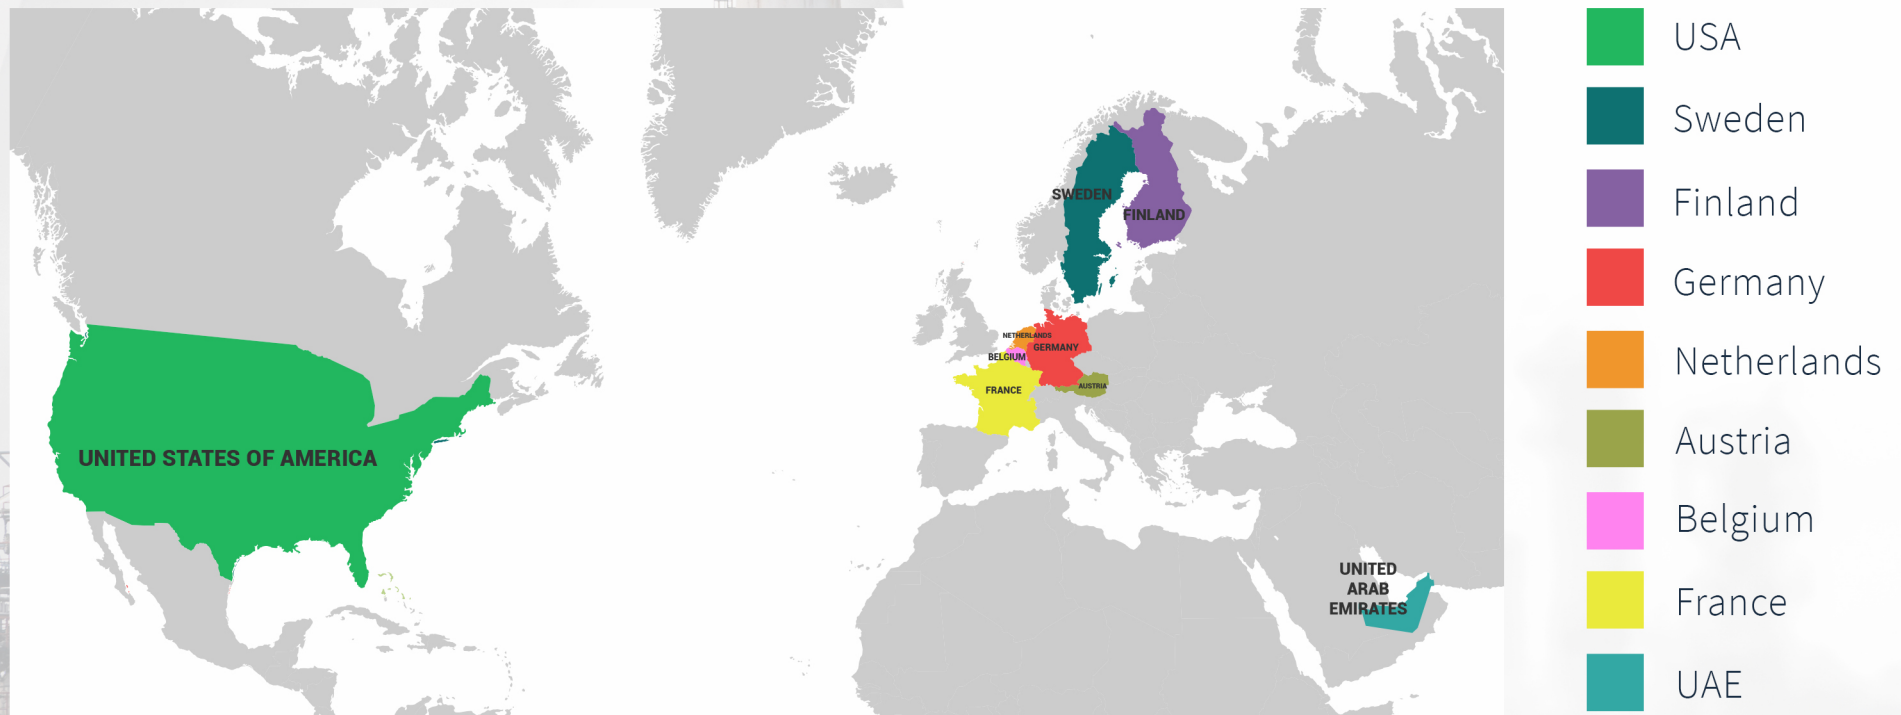 SWEDEN
FINLAND
NETHERLANDS
GERMANY
BELGIUM
AUSTRIA
FRANCE
UNITED STATES OF AMERICA
UNITED
ARAB
EMIRATES
USA
Sweden
Finland
Germany
Netherlands
Austria
Belgium
France
UAE